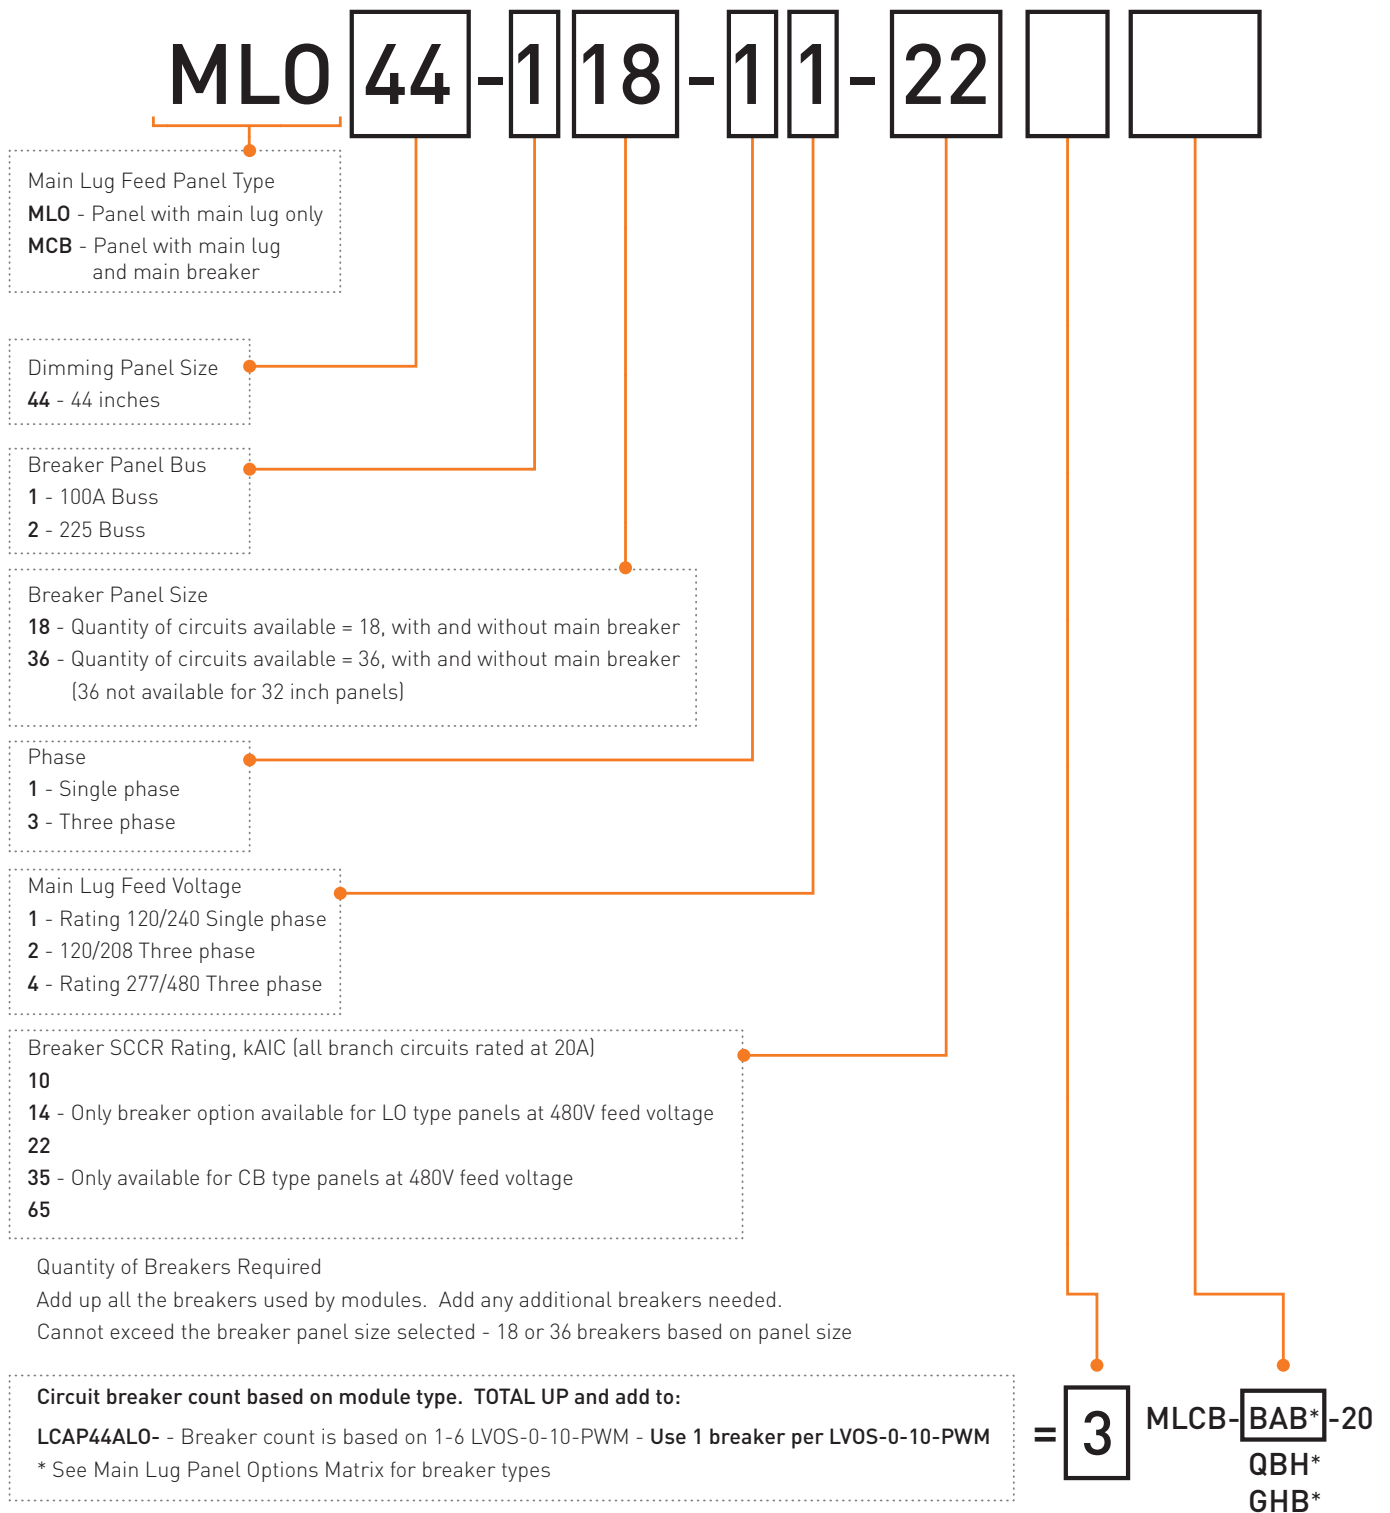 MLO 44 -1 18 -1 1 - 22
Main Lug Feed Panel Type
MLO - Panel with main lug only
MCB - Panel with main lug
and main breaker
Dimming Panel Size
44 - 44 inches
Breaker Panel Bus
1 - 100A Buss
2 - 225 Buss
Breaker Panel Size
18 - Quantity of circuits available = 18, with and without main breaker
36 - Quantity of circuits available = 36, with and without main breaker
(36 not available for 32 inch panels)
Phase
1 - Single phase
3 - Three phase
Main Lug Feed Voltage
1 - Rating 120/240 Single phase
2 - 120/208 Three phase
4 - Rating 277/480 Three phase
Breaker SCCR Rating, kAIC (all branch circuits rated at 20A)
10
14 - Only breaker option available for LO type panels at 480V feed voltage
22
35 - Only available for CB type panels at 480V feed voltage
65
Quantity of Breakers Required
Add up all the breakers used by modules. Add any additional breakers needed.
Cannot exceed the breaker panel size selected - 18 or 36 breakers based on panel size
Circuit breaker count based on module type. TOTAL UP and add to:
LCAP44ALO- - Breaker count is based on 1-6 LVOS-0-10-PWM - Use 1 breaker per LVOS-0-10-PWM
* See Main Lug Panel Options Matrix for breaker types
= 3 MLCB-BAB*-20
QBH*
GHB*